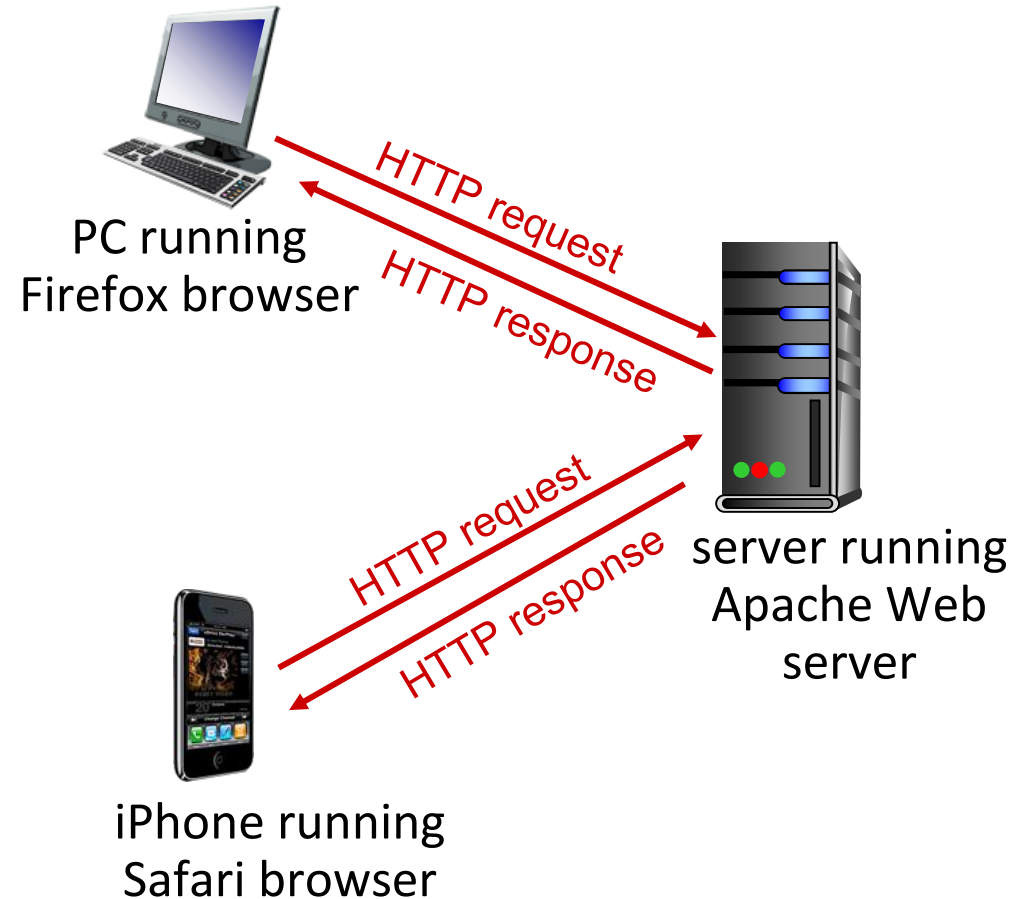 HTTP request
HTTP response
PC running
Firefox browser
HTTP request
HTTP response
server running
Apache Web
server
iPhone running
Safari browser